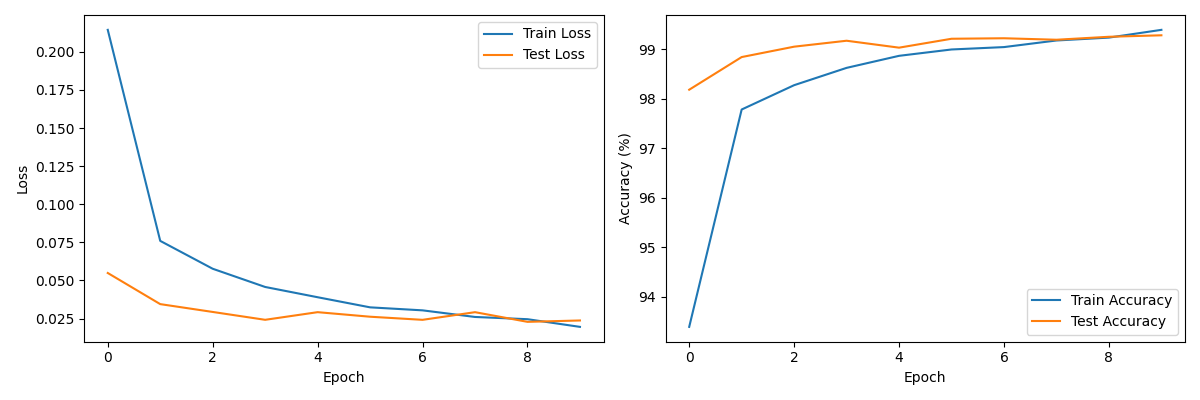 Loss
0.200
0.175
0.150
0.125
0.100
0.075
0.050
0.025
0 2 4 6 8
Epoch
Train Loss
Test Loss
Accuracy (%)
99
98
97
96
95
94
0 2 4 6 8
Epoch
Train Accuracy
Test Accuracy